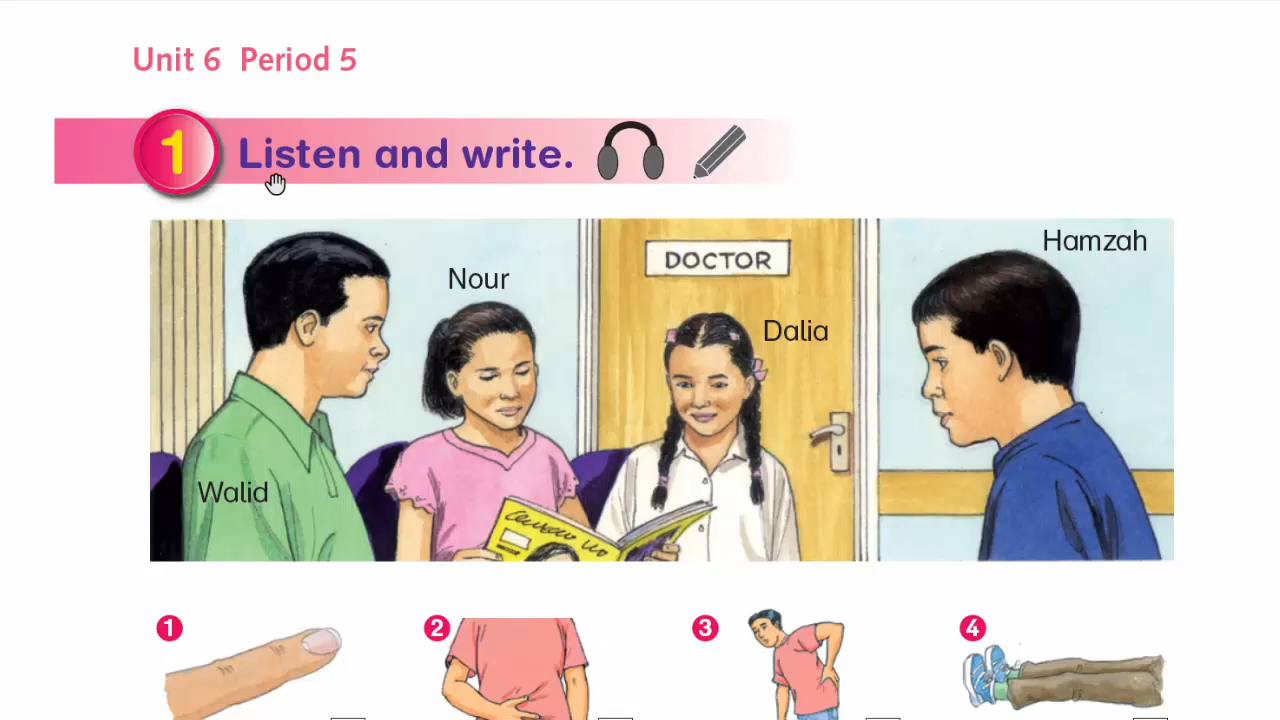 Unit 6 Period 5
1 Listen and write.
Hamzah
DOCTOR
Nour
Dalia
Walid
1
2
3
4